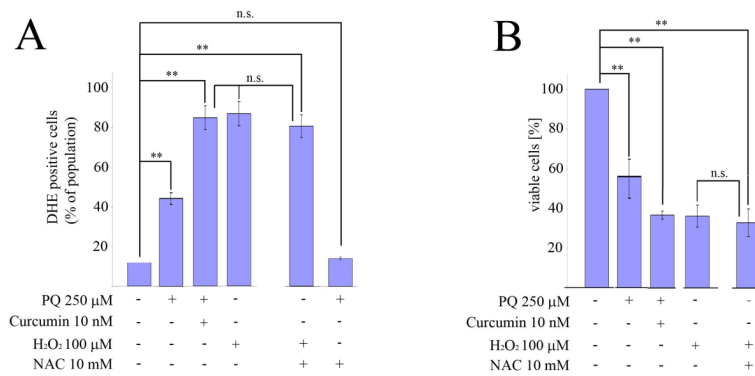 A
B
n.s.
**
**
n.s.
**
DHE positive cells
(% of population)
100
80
60
40
20
PQ 250 µM - + + - - +
Curcumin 10 nM - - + - - -
H₂O₂ 100 µM - - - + + -
NAC 10 mM - - - - + +
**
**
**
n.s.
viable cells [%]
100
80
60
40
20
PQ 250 µM - + + - -
Curcumin 10 nM - - + - -
H₂O₂ 100 µM - - - + +
NAC 10 mM - - - - +